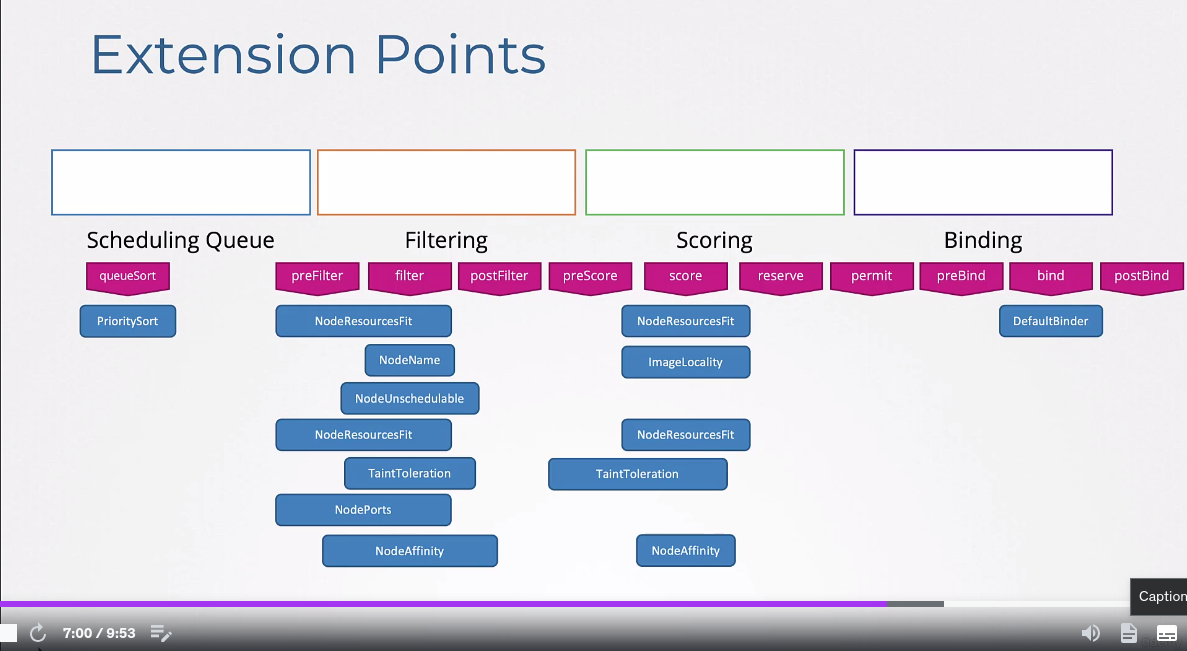 Extension Points
Scheduling Queue
Filtering
Scoring
Binding
queueSort
preFilter
filter
postFilter
preScore
score
reserve
permit
preBind
bind
postBind
PrioritySort
NodeResourcesFit
NodeResourcesFit
DefaultBinder
NodeName
ImageLocality
NodeUnschedulable
NodeResourcesFit
NodeResourcesFit
TaintToleration
TaintToleration
NodePorts
NodeAffinity
NodeAffinity
Caption
7:00 / 9:53